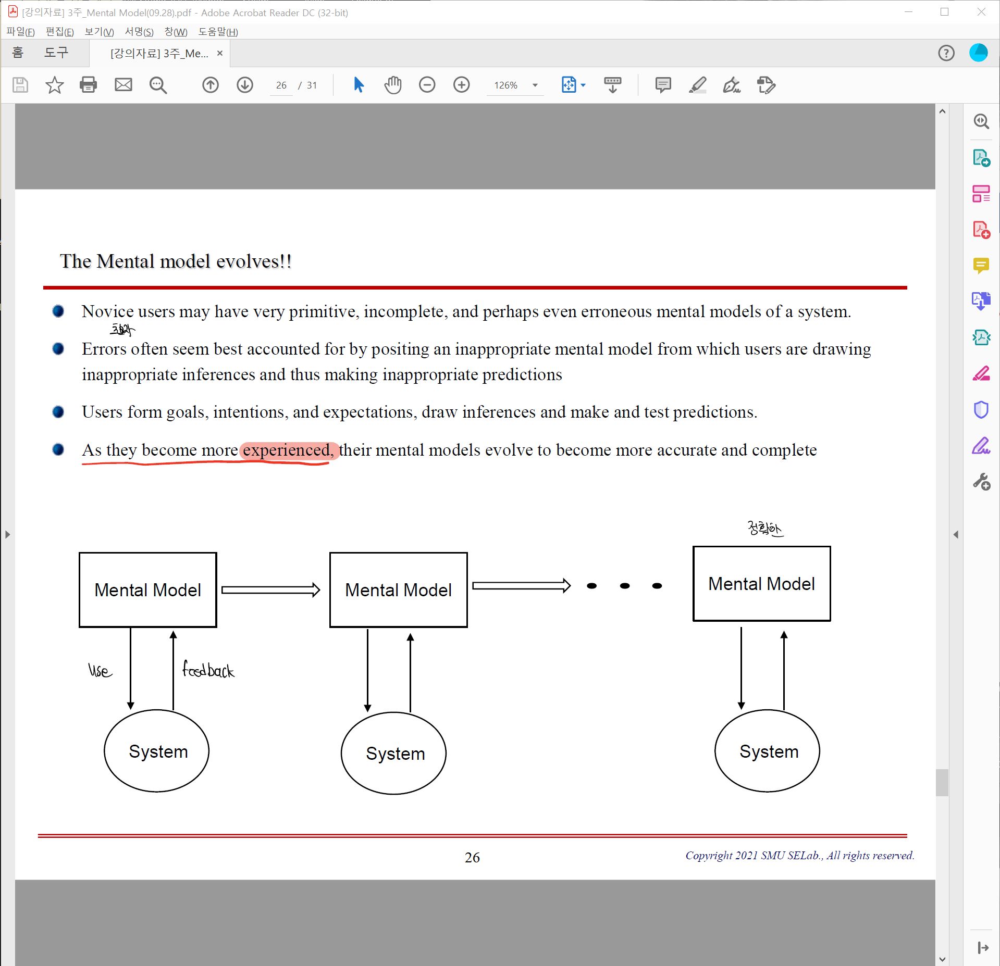 [강의자료] 3주_Mental Model(09.28).pdf - Adobe Acrobat Reader DC (32-bit)
파일(F) 편집(E) 보기(V) 서명(S) 창(W) 도움말(H)
홈 도구 [강의자료] 3주_Me... ×
26 / 31 126%
The Mental model evolves!!
Novice users may have very primitive, incomplete, and perhaps even erroneous mental models of a system.
초보자
Errors often seem best accounted for by positing an inappropriate mental model from which users are drawing
inappropriate inferences and thus making inappropriate predictions
Users form goals, intentions, and expectations, draw inferences and make and test predictions.
As they become more experienced, their mental models evolve to become more accurate and complete
정확한
Mental Model Mental Model Mental Model
use feedback
System System System
26 Copyright 2021 SMU SELab., All rights reserved.